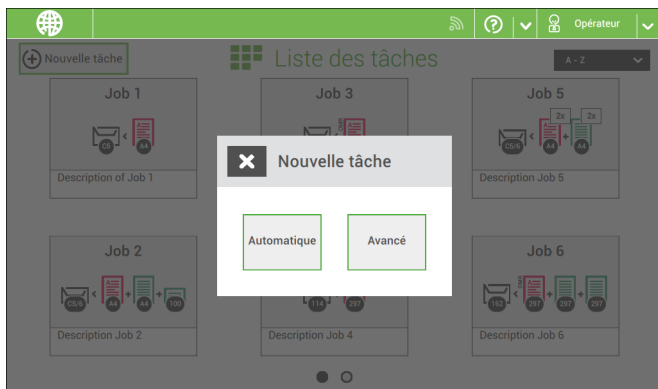 Opérateur
Nouvelle tâche
Liste des tâches
A - Z
Job 1
C6
A4
Description of Job 1
Job 3
Job 5
2x
2x
C5/6
A4
A4
Description Job 5
Nouvelle tâche
Automatique
Avancé
Job 2
C5/6
A4
A4
100
Description Job 2
114
297
Description Job 4
Job 6
162
297
297
297
Description Job 6